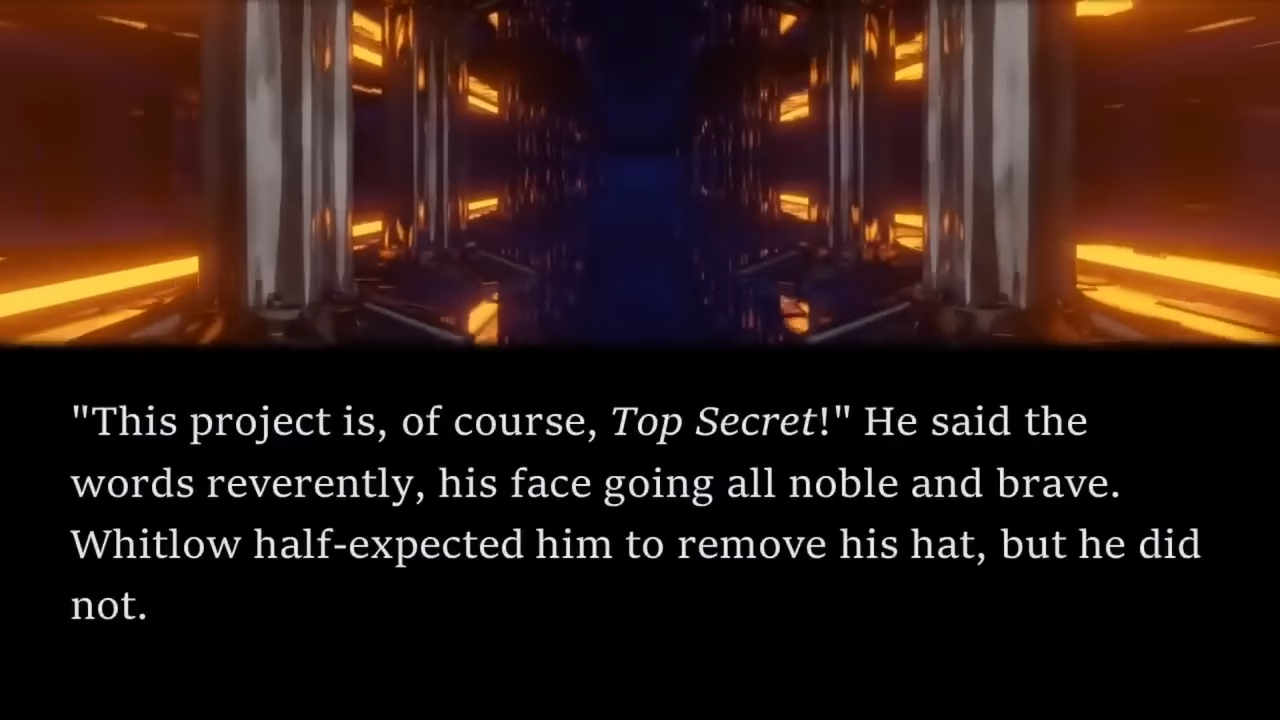 "This project is, of course, Top Secret!" He said the
words reverently, his face going all noble and brave.
Whitlow half-expected him to remove his hat, but he did
not.